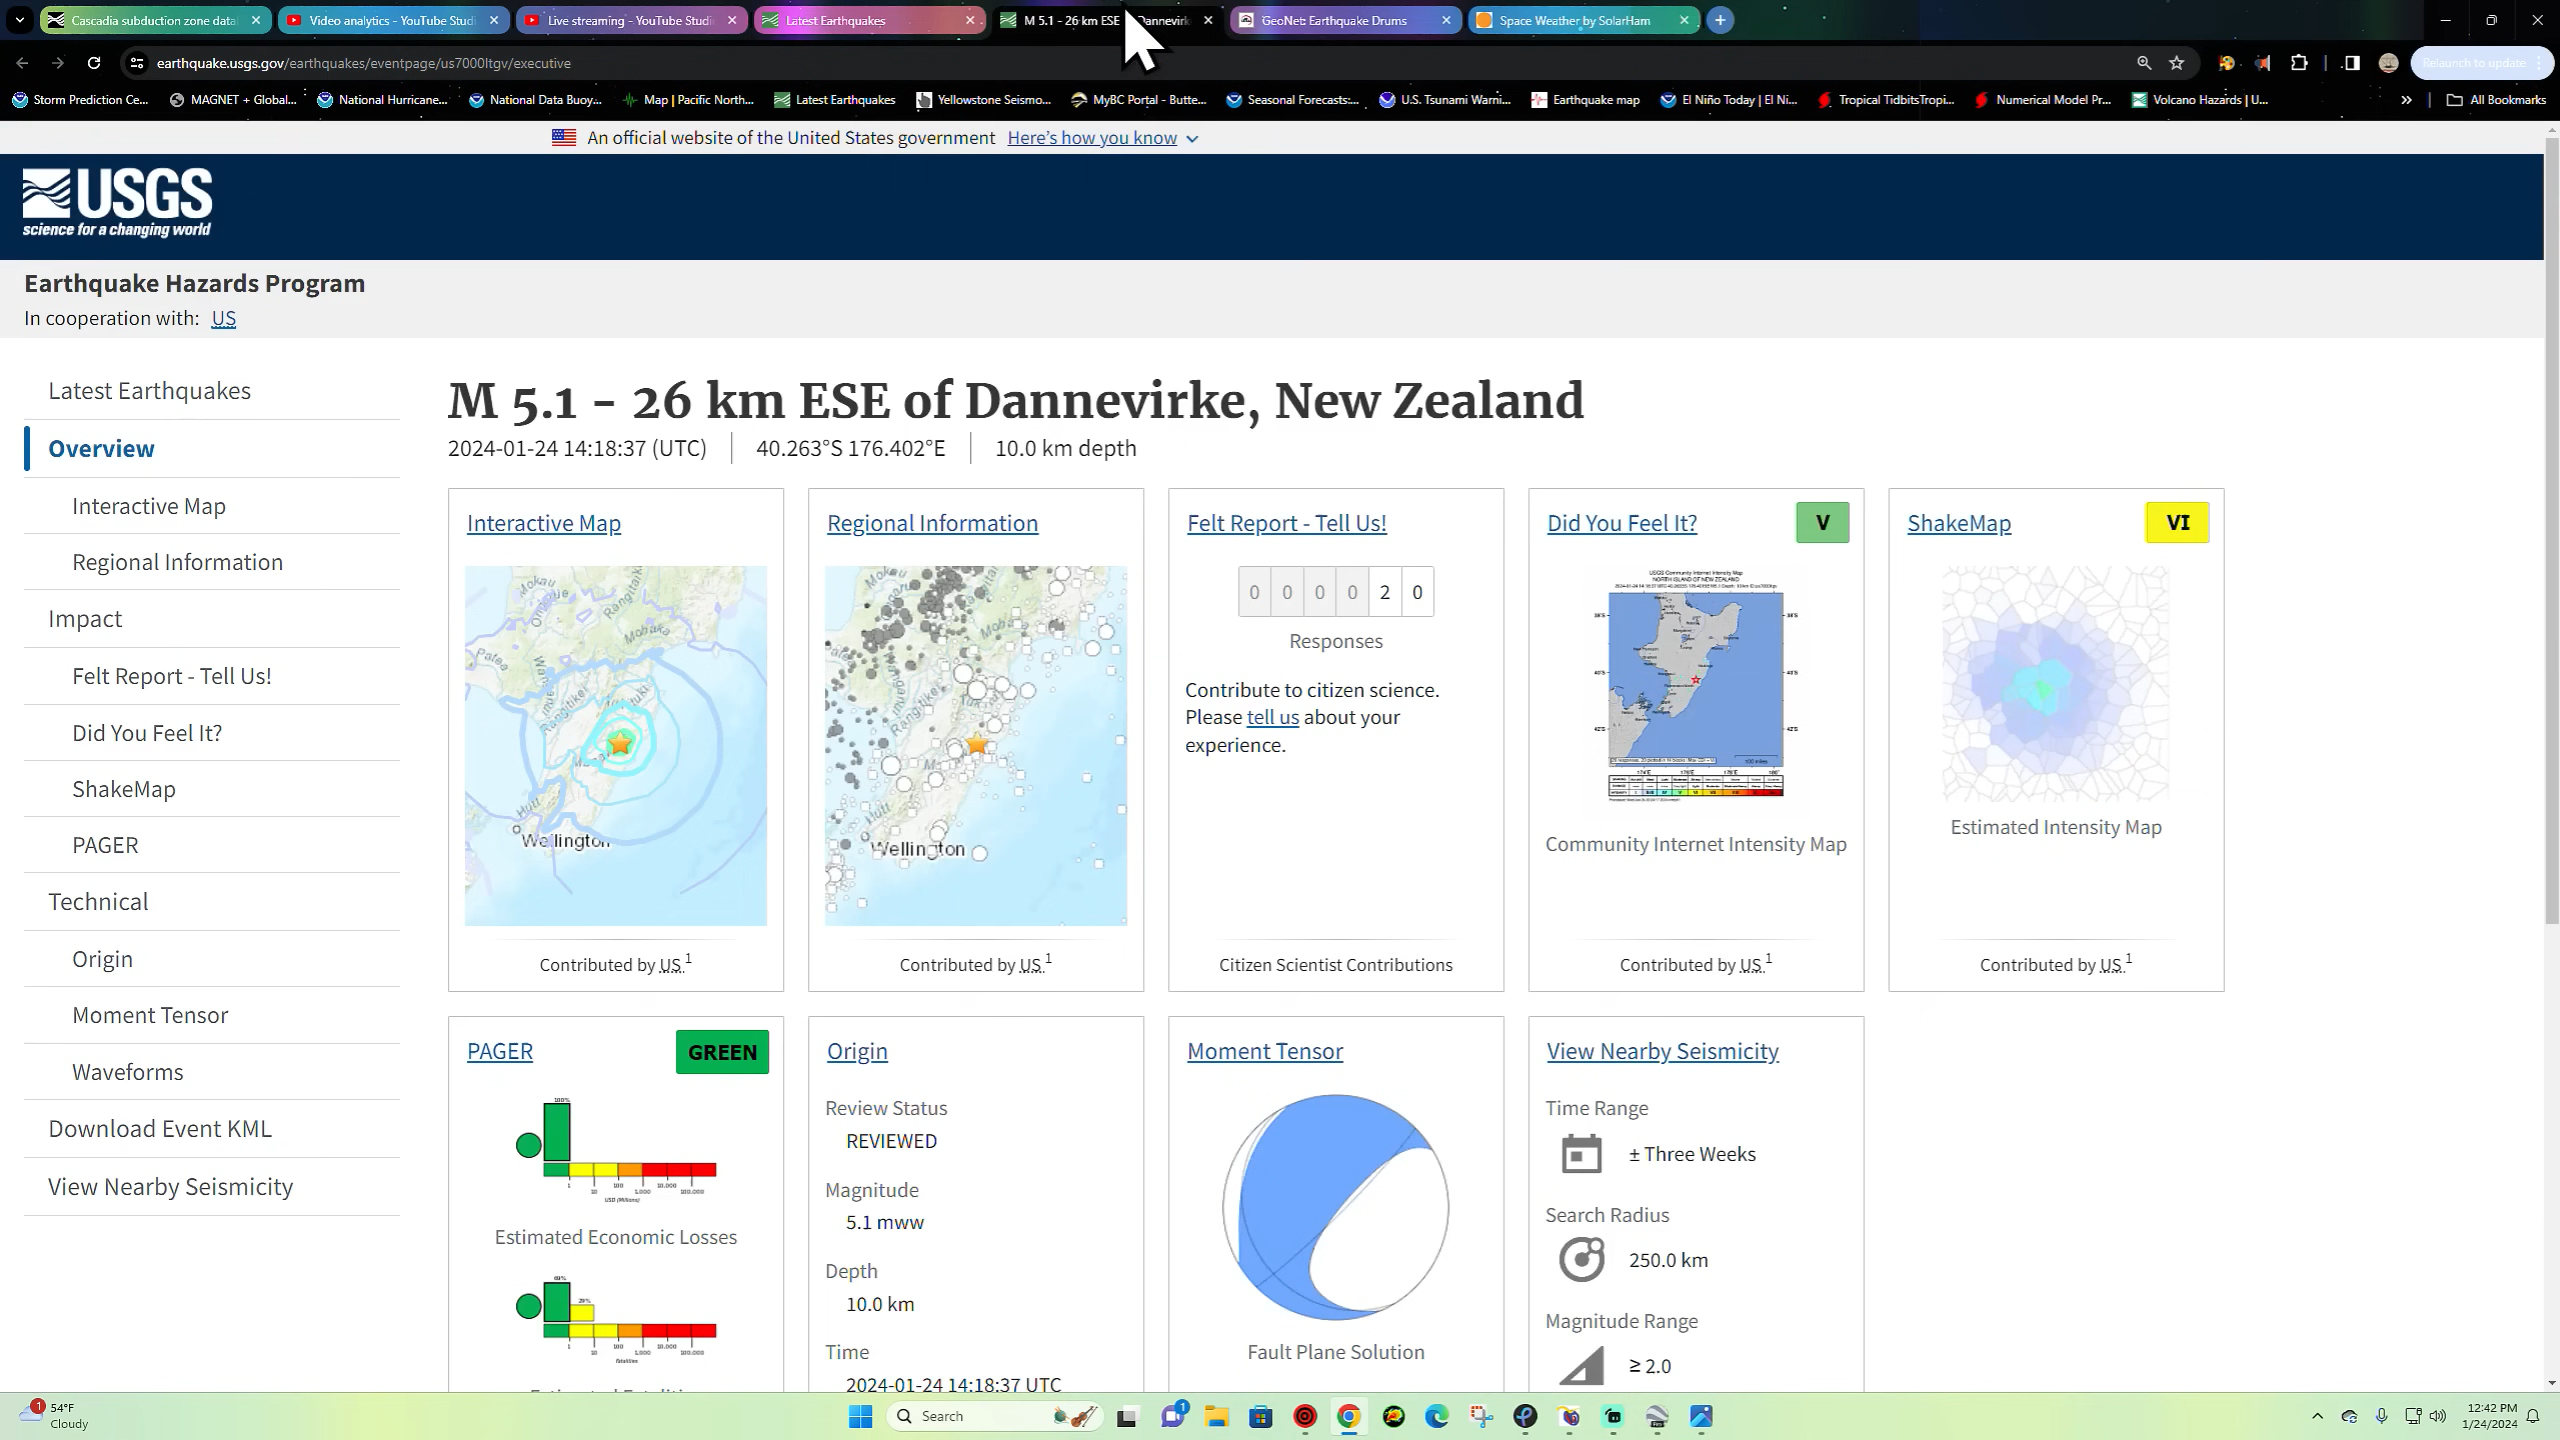 Cascadia subduction zone data
Video analytics - YouTube Studi
Live streaming - YouTube Studi
Latest Earthquakes
M 5.1 - 26 km ESE Dannevirk
GeoNet: Earthquake Drums
Space Weather by SolarHam
earthquake.usgs.gov/earthquakes/eventpage/us7000ltgv/executive
Relaunch to update
Storm Prediction Ce...
MAGNET + Global...
National Hurricane...
National Data Buoy...
Map | Pacific North...
Latest Earthquakes
Yellowstone Seismo...
MyBC Portal - Butte...
Seasonal Forecasts:...
U.S. Tsunami Warni...
Earthquake map
El Niño Today | El Ni...
Tropical TidbitsTropi...
Numerical Model Pr...
Volcano Hazards | U...
All Bookmarks
An official website of the United States government Here's how you know
USGS
science for a changing world
Earthquake Hazards Program
In cooperation with: US
Latest Earthquakes
Overview
Interactive Map
Regional Information
Impact
Felt Report - Tell Us!
Did You Feel It?
ShakeMap
PAGER
Technical
Origin
Moment Tensor
Waveforms
Download Event KML
View Nearby Seismicity
M 5.1 - 26 km ESE of Dannevirke, New Zealand
2024-01-24 14:18:37 (UTC)
40.263°S 176.402°E
10.0 km depth
Interactive Map
Wellington
Contributed by US 1
Regional Information
Wellington
Contributed by US 1
Felt Report - Tell Us!
0 0 0 0 2 0
Responses
Contribute to citizen science.
Please tell us about your
experience.
Citizen Scientist Contributions
Did You Feel It?
V
Community Internet Intensity Map
Contributed by US 1
ShakeMap
VI
Estimated Intensity Map
Contributed by US 1
PAGER
GREEN
Estimated Economic Losses
Origin
Review Status
REVIEWED
Magnitude
5.1 mww
Depth
10.0 km
Time
2024-01-24 14:18:37 UTC
Moment Tensor
Fault Plane Solution
View Nearby Seismicity
Time Range
± Three Weeks
Search Radius
250.0 km
Magnitude Range
≥ 2.0
1
54°F
Cloudy
Search
1
12:42 PM
1/24/2024